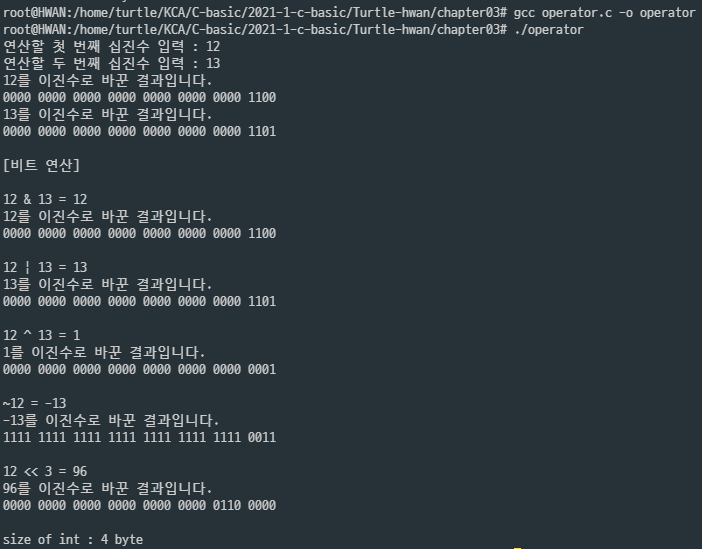 root@HWAN:/home/turtle/KCA/C-basic/2021-1-c-basic/Turtle-hwan/chapter03# gcc operator.c -o operator
root@HWAN:/home/turtle/KCA/C-basic/2021-1-c-basic/Turtle-hwan/chapter03# ./operator
연산할 첫 번째 십진수 입력 : 12
연산할 두 번째 십진수 입력 : 13
12를 이진수로 바꾼 결과입니다.
0000 0000 0000 0000 0000 0000 0000 1100
13를 이진수로 바꾼 결과입니다.
0000 0000 0000 0000 0000 0000 0000 1101
[비트 연산]
12 & 13 = 12
12를 이진수로 바꾼 결과입니다.
0000 0000 0000 0000 0000 0000 0000 1100
12 | 13 = 13
13를 이진수로 바꾼 결과입니다.
0000 0000 0000 0000 0000 0000 0000 1101
12 ^ 13 = 1
1를 이진수로 바꾼 결과입니다.
0000 0000 0000 0000 0000 0000 0000 0001
~12 = -13
-13를 이진수로 바꾼 결과입니다.
1111 1111 1111 1111 1111 1111 1111 0011
12 << 3 = 96
96를 이진수로 바꾼 결과입니다.
0000 0000 0000 0000 0000 0000 0110 0000
size of int : 4 byte